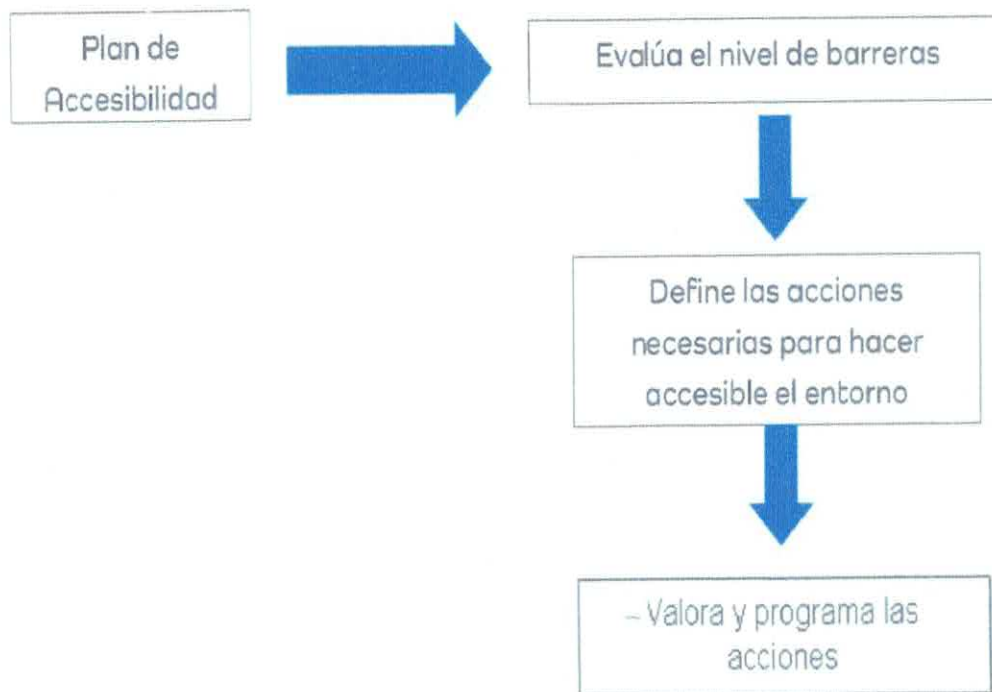 Plan de
Accesibilidad
Evalúa el nivel de barreras
Define las acciones
necesarias para hacer
accesible el entorno
– Valora y programa las
acciones